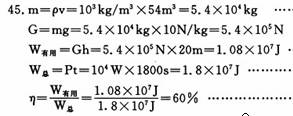 45. m=ρv=10³kg/m³×54m³=5.4×10⁴kg ……
G=mg=5.4×10⁴kg×10N/kg=5.4×10⁵N
W有用=Gh=5.4×10⁵N×20m=1.08×10⁷J ··
W总=Pt=10⁴W×1800s=1.8×10⁷J ············
η=W有用/W总=1.08×10⁷J/1.8×10⁷J=60% ···············